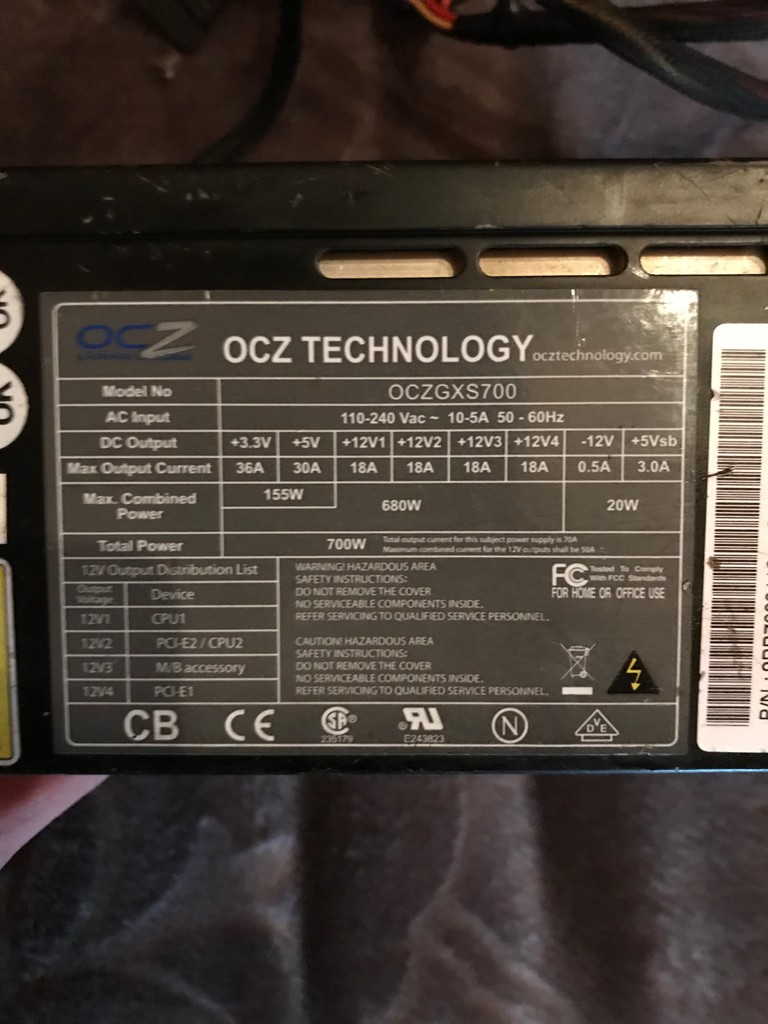 OK
OK
OCZ
OCZ TECHNOLOGY ocztechnology.com
Model No OCZGXS700
AC Input 110-240 Vac ~ 10-5A 50 - 60Hz
DC Output +3.3V +5V +12V1 +12V2 +12V3 +12V4 -12V +5Vsb
Max Output Current 36A 30A 18A 18A 18A 18A 0.5A 3.0A
Max. Combined Power 155W 680W 20W
Total Power 700W Total output current for this subject power supply is 70A
Maximum combined current for the 12V outputs shall be 50A
12V Output Distribution List
Output Voltage Device
12V1 CPU1
12V2 PCI-E2 / CPU2
12V3 M/B accessory
12V4 PCI-E1
WARNING! HAZARDOUS AREA
SAFETY INSTRUCTIONS:
DO NOT REMOVE THE COVER
NO SERVICEABLE COMPONENTS INSIDE.
REFER SERVICING TO QUALIFIED SERVICE PERSONNEL.
CAUTION! HAZARDOUS AREA
SAFETY INSTRUCTIONS:
DO NOT REMOVE THE COVER
NO SERVICEABLE COMPONENTS INSIDE.
REFER SERVICING TO QUALIFIED SERVICE PERSONNEL.
FC Tested To Comply
With FCC Standards
FOR HOME OR OFFICE USE
CB CE SA RU N DVE
235179 E243823
P/N